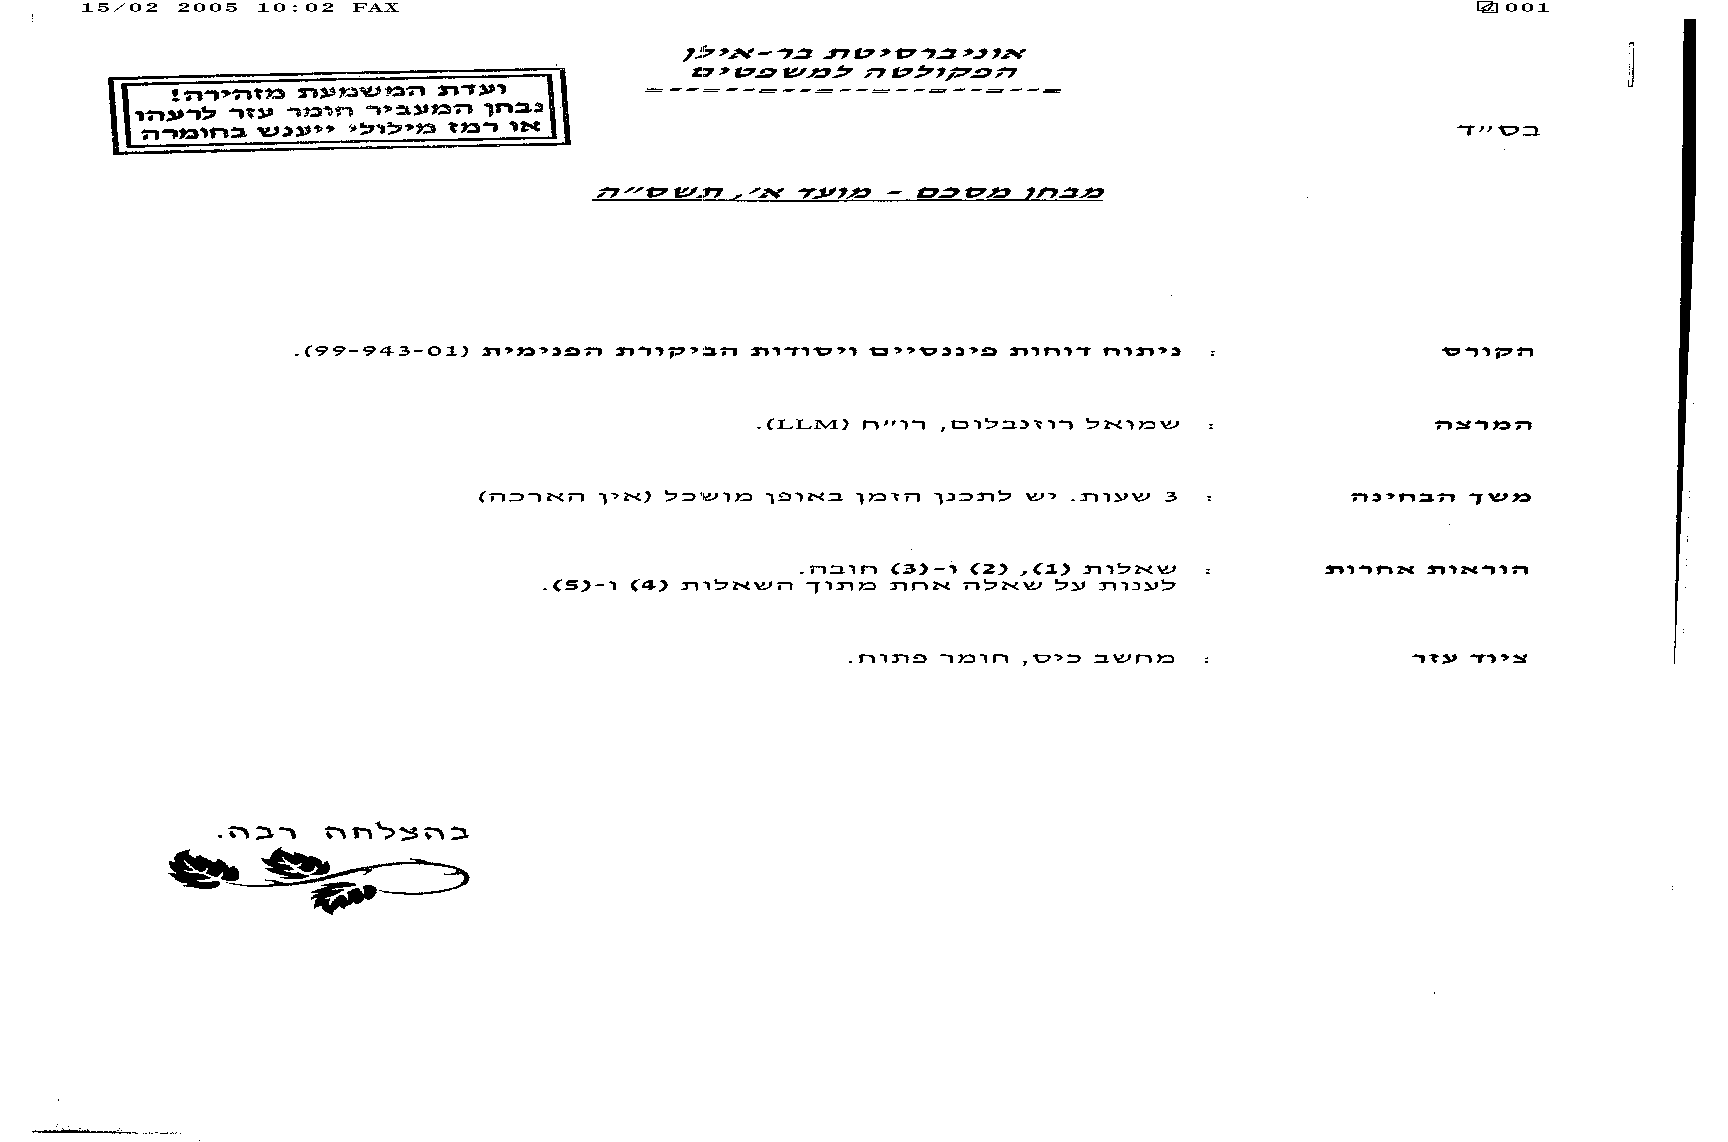 15/02 2005 10:02 FAX
001
אוניברסיטת בר-אילן
הפקולטה למשפטים
ועדת המשמעת מזהירה!
נבחן המעביר חומר עזר לרעהו
או רמז מילולי ייענש בחומרה
בס״ד
מבחן מסכם - מועד א׳, תשס״ה
הקורס : ניתוח דוחות פיננסיים ויסודות הביקורת הפנימית (99-943-01).
המרצה : שמואל רוזנבלום, רו״ח (LLM).
משך הבחינה : 3 שעות. יש לתכנן הזמן באופן מושכל (אין הארכה)
הוראות אחרות : שאלות (1), (2) ו-(3) חובה.
לענות על שאלה אחת מתוך השאלות (4) ו-(5).
ציוד עזר : מחשב כיס, חומר פתוח.
בהצלחה רבה.